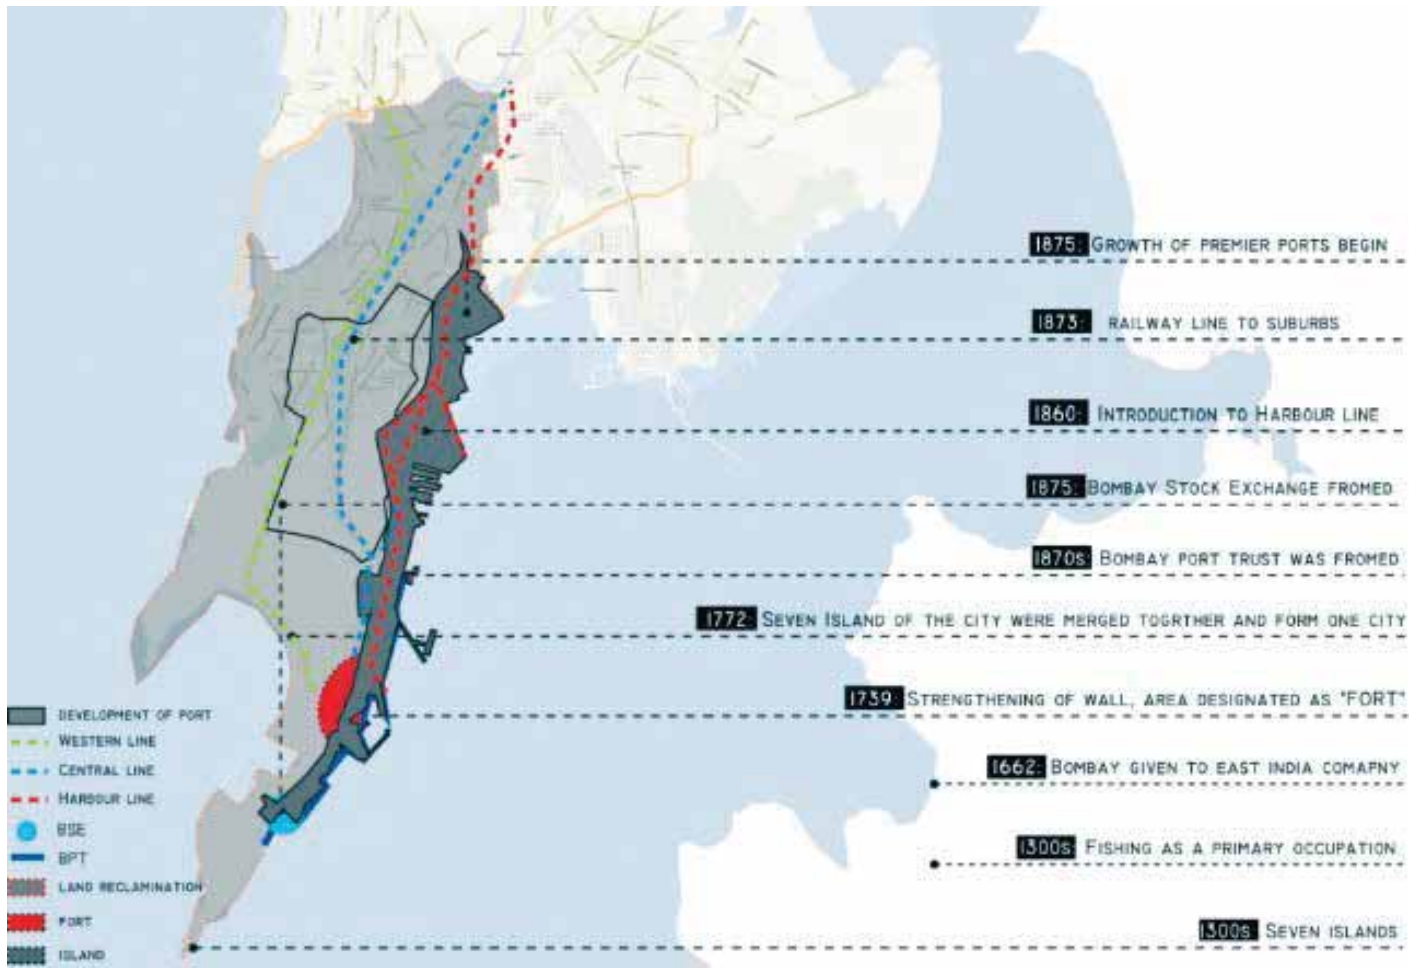 1875: GROWTH OF PREMIER PORTS BEGIN
1873: RAILWAY LINE TO SUBURBS
1860: INTRODUCTION TO HARBOUR LINE
1875: BOMBAY STOCK EXCHANGE FROMED
1870s: BOMBAY PORT TRUST WAS FROMED
1772: SEVEN ISLAND OF THE CITY WERE MERGED TOGRTHER AND FORM ONE CITY
1739: STRENGTHENING OF WALL, AREA DESIGNATED AS "FORT"
1662: BOMBAY GIVEN TO EAST INDIA COMAPNY
1300s: FISHING AS A PRIMARY OCCUPATION
1300s: SEVEN ISLANDS
DEVELOPMENT OF PORT
WESTERN LINE
CENTRAL LINE
HARBOUR LINE
BSE
BPT
LAND RECLAMINATION
FORT
ISLAND